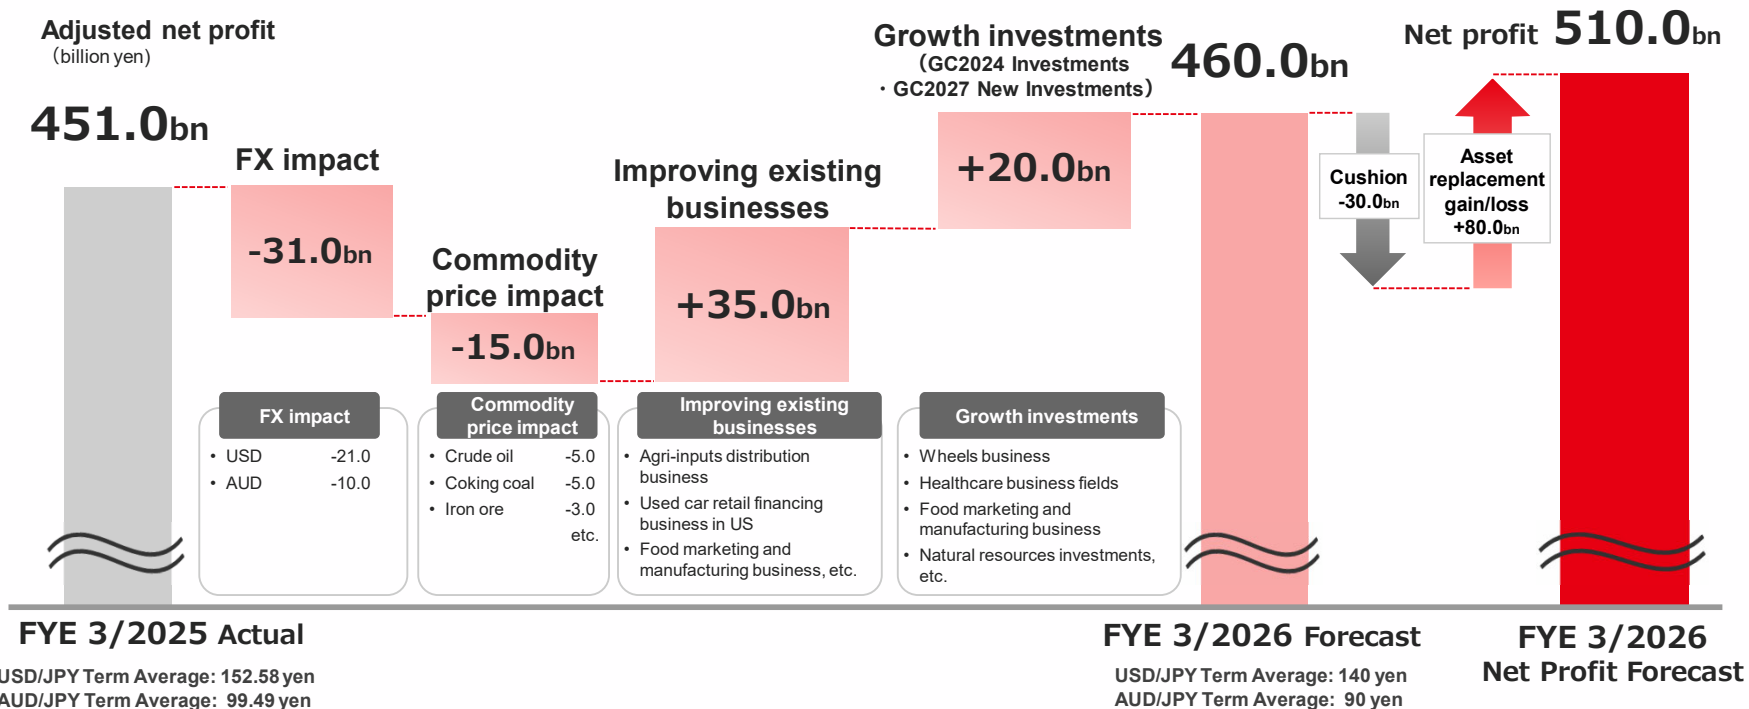 Adjusted net profit
(billion yen)
451.0bn
FX impact
-31.0bn
Commodity
price impact
-15.0bn
Improving existing
businesses
+35.0bn
Growth investments
(GC2024 Investments
・GC2027 New Investments)
+20.0bn
460.0bn
Cushion
-30.0bn
Asset
replacement
gain/loss
+80.0bn
Net profit 510.0bn
FX impact
• USD -21.0
• AUD -10.0
Commodity
price impact
• Crude oil -5.0
• Coking coal -5.0
• Iron ore -3.0
etc.
Improving existing
businesses
• Agri-inputs distribution
business
• Used car retail financing
business in US
• Food marketing and
manufacturing business, etc.
Growth investments
• Wheels business
• Healthcare business fields
• Food marketing and
manufacturing business
• Natural resources investments,
etc.
FYE 3/2025 Actual
USD/JPY Term Average: 152.58 yen
AUD/JPY Term Average: 99.49 yen
FYE 3/2026 Forecast
USD/JPY Term Average: 140 yen
AUD/JPY Term Average: 90 yen
FYE 3/2026
Net Profit Forecast